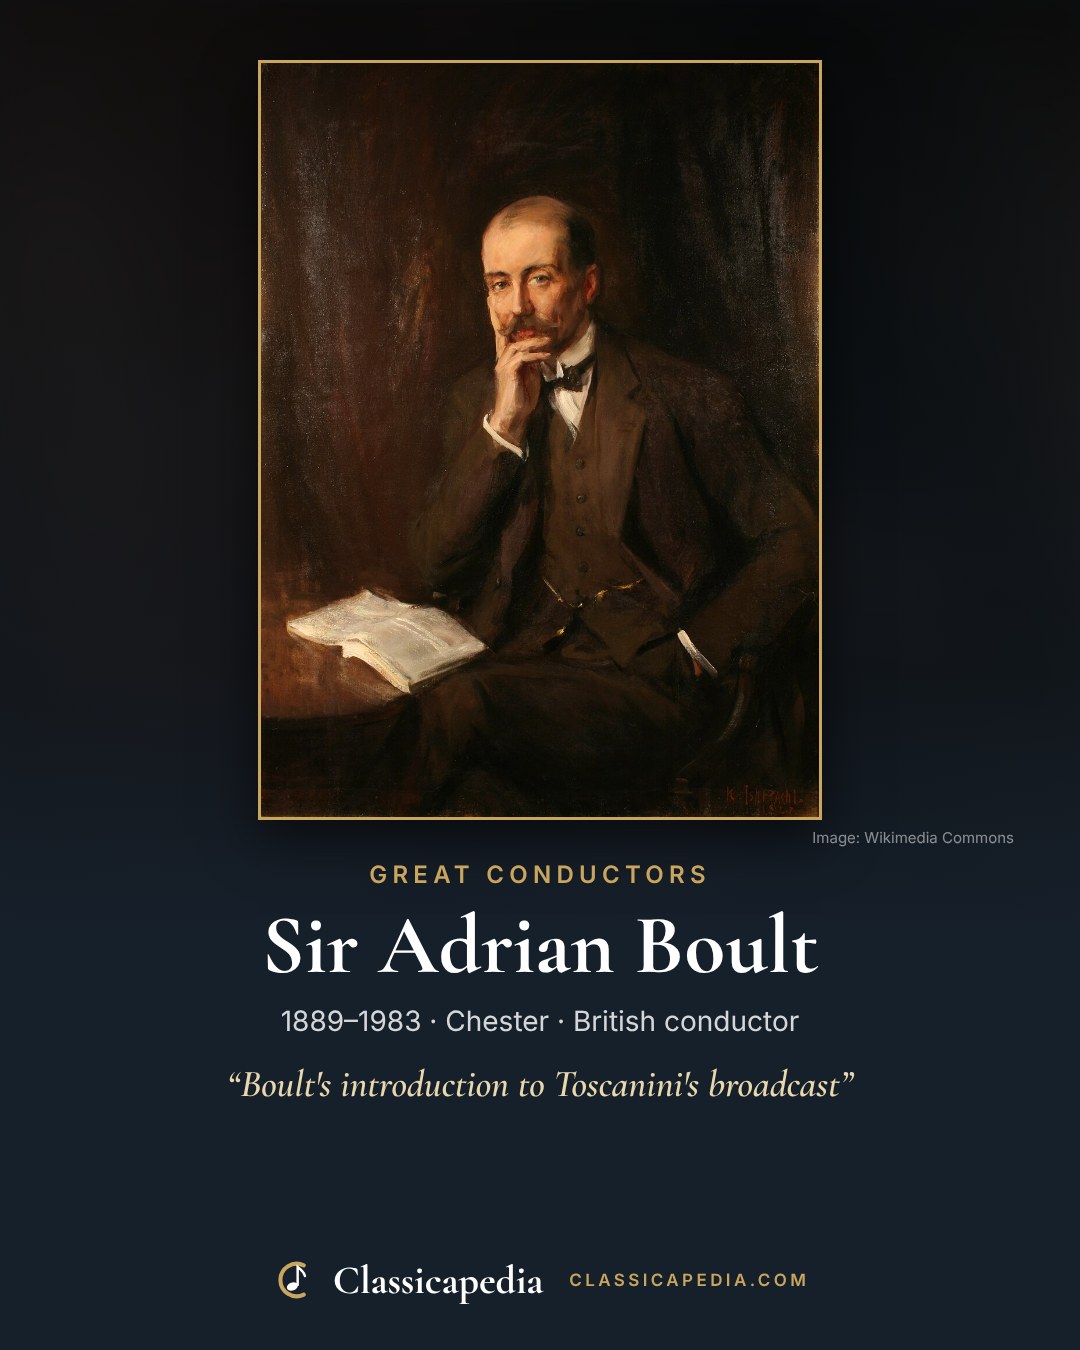 Image: Wikimedia Commons
GREAT CONDUCTORS
Sir Adrian Boult
1889–1983 · Chester · British conductor
“Boult's introduction to Toscanini's broadcast”
Classicapedia CLASSICAPEDIA.COM